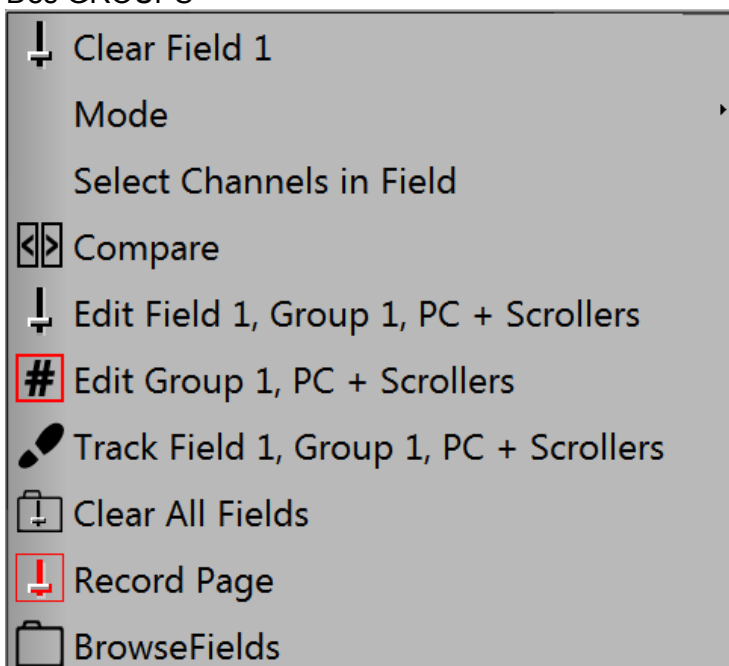 Clear Field 1
Mode
Select Channels in Field
Compare
Edit Field 1, Group 1, PC + Scrollers
# Edit Group 1, PC + Scrollers
Track Field 1, Group 1, PC + Scrollers
Clear All Fields
Record Page
BrowseFields